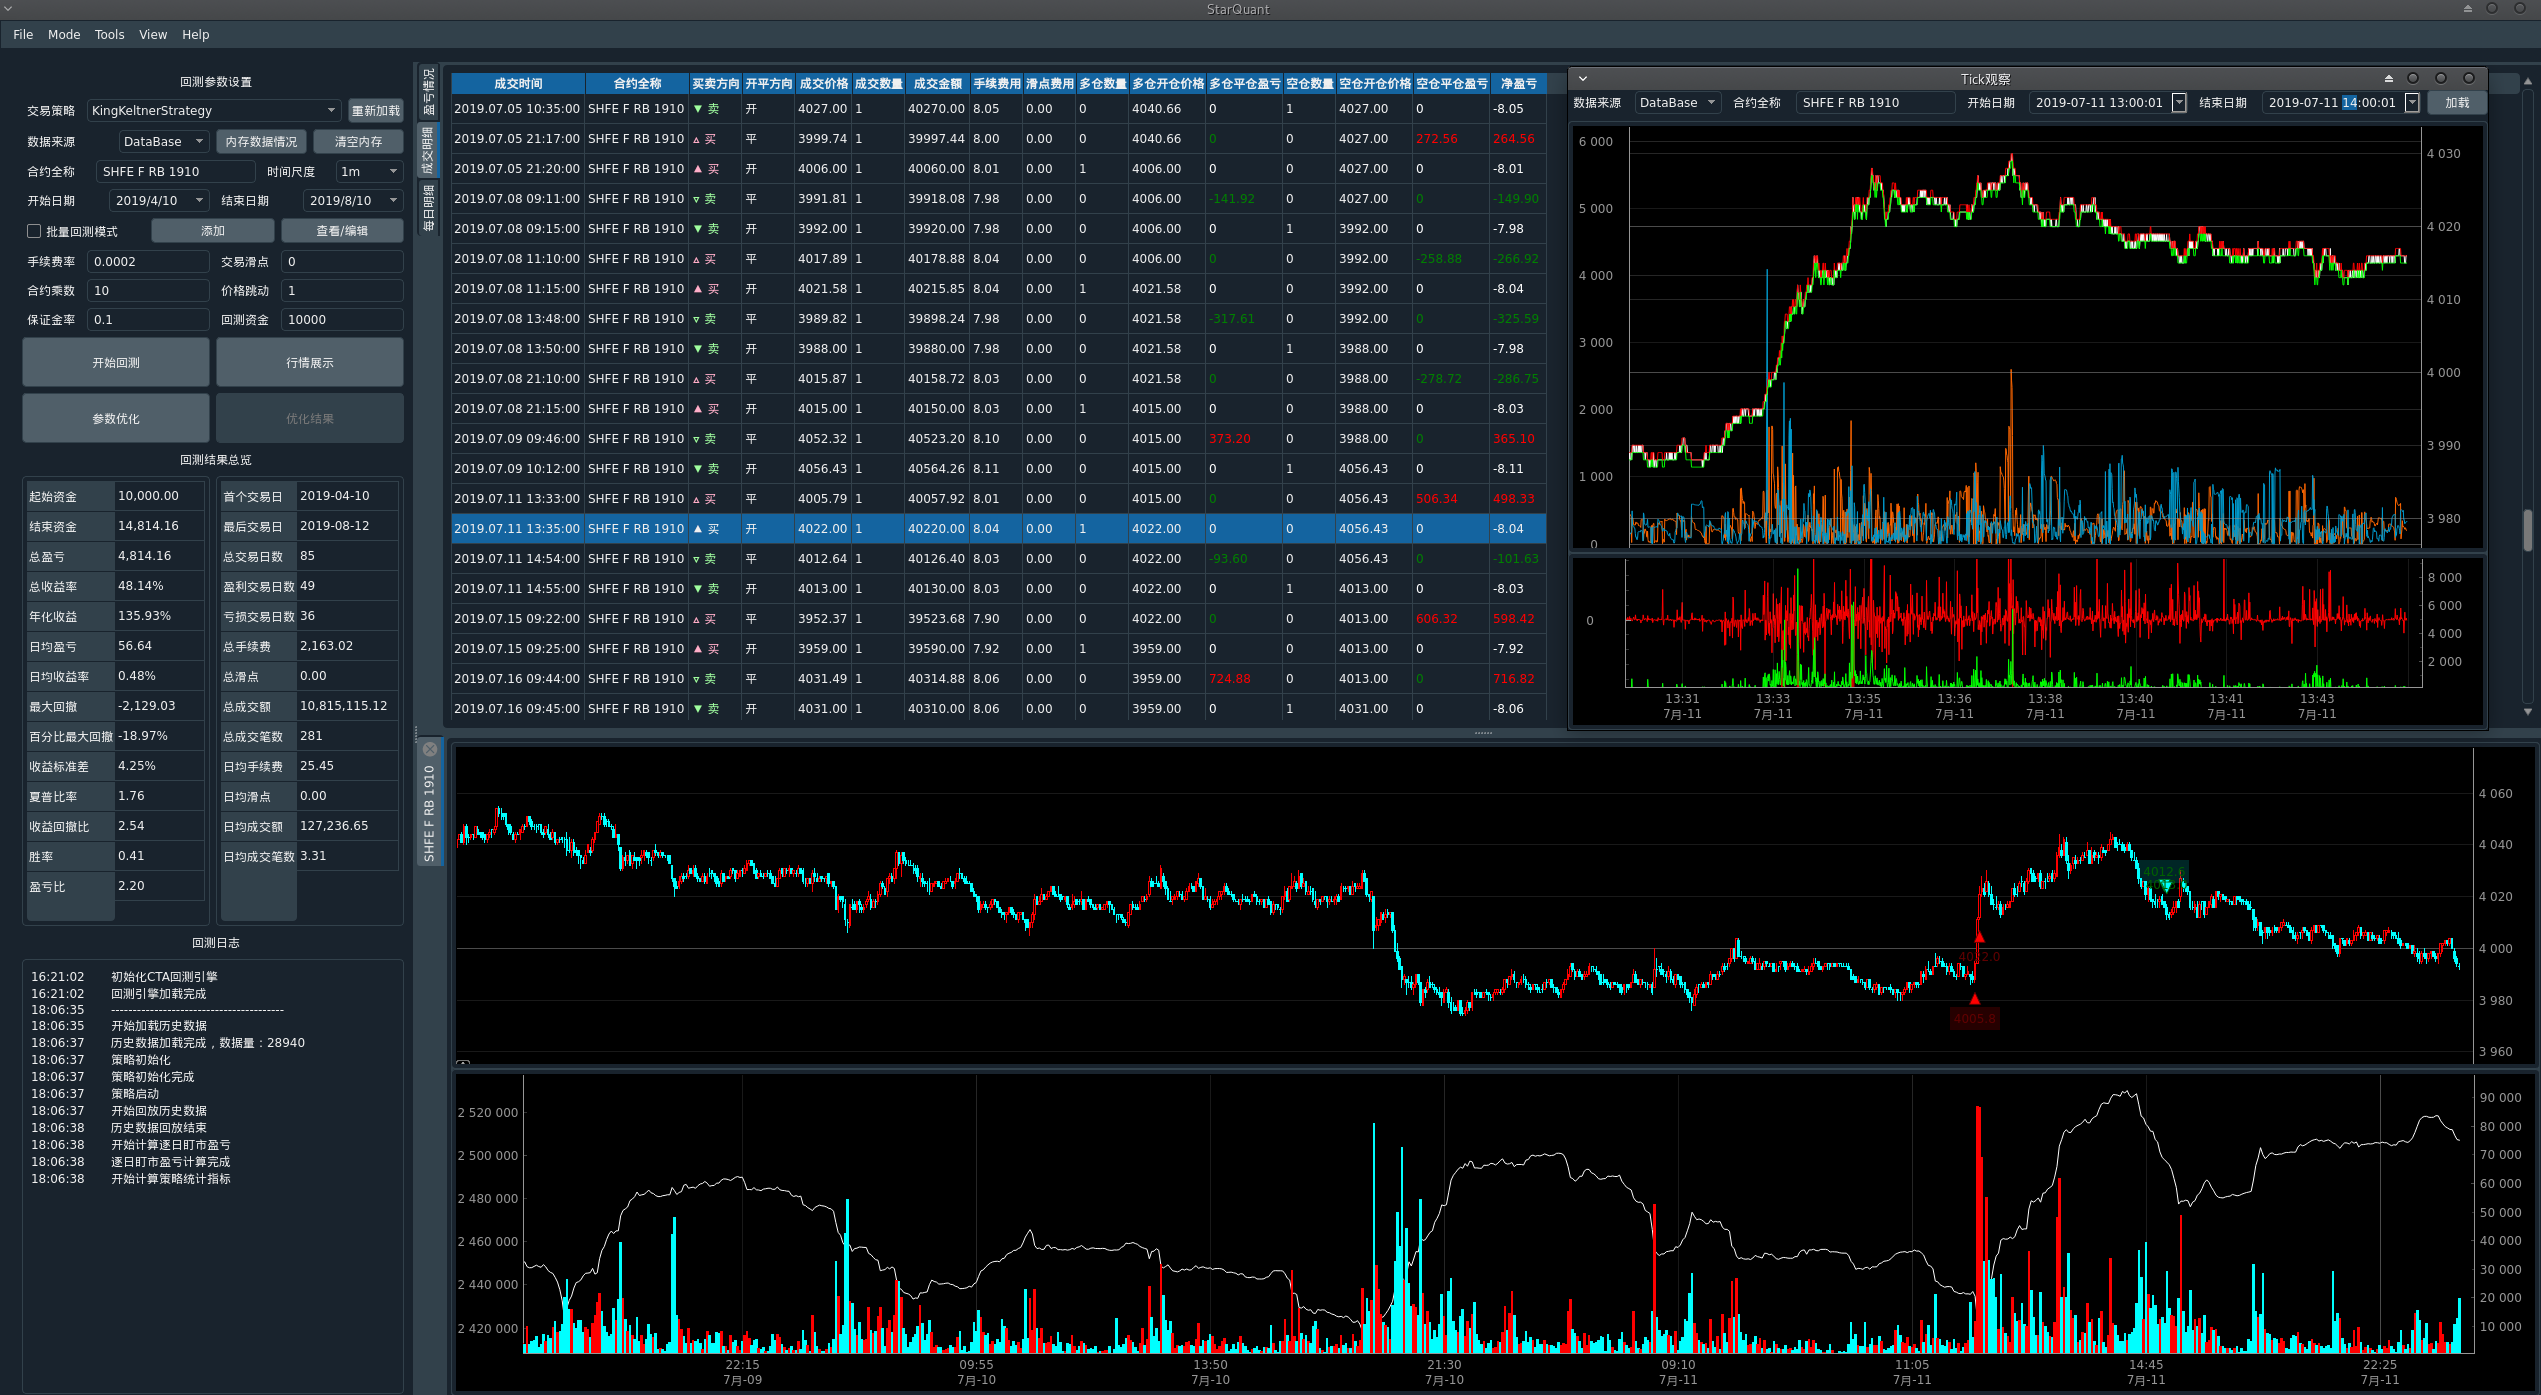 StarQuant
File Mode Tools View Help
回测参数设置
交易策略 KingKeltnerStrategy 重新加载
数据来源 DataBase 内存数据情况 清空内存
合约全称 SHFE F RB 1910 时间尺度 1m
开始日期 2019/4/10 结束日期 2019/8/10
批量回测模式 添加 查看/编辑
手续费率 0.0002 交易滑点 0
合约乘数 10 价格跳动 1
保证金率 0.1 回测资金 10000
开始回测 行情展示
参数优化 优化结果
回测结果总览
起始资金 10,000.00 首个交易日 2019-04-10
结束资金 14,814.16 最后交易日 2019-08-12
总盈亏 4,814.16 总交易日数 85
总收益率 48.14% 盈利交易日数 49
年化收益 135.93% 亏损交易日数 36
日均盈亏 56.64 总手续费 2,163.02
日均收益率 0.48% 总滑点 0.00
最大回撤 -2,129.03 总成交额 10,815,115.12
百分比最大回撤 -18.97% 总成交笔数 281
收益标准差 4.25% 日均手续费 25.45
夏普比率 1.76 日均滑点 0.00
收益回撤比 2.54 日均成交额 127,236.65
胜率 0.41 日均成交笔数 3.31
盈亏比 2.20
回测日志
16:21:02 初始化CTA回测引擎
16:21:02 回测引擎加载完成
18:06:35 ----------------------------------------
18:06:35 开始加载历史数据
18:06:37 历史数据加载完成，数据量：28940
18:06:37 策略初始化
18:06:37 策略初始化完成
18:06:37 策略启动
18:06:37 开始回放历史数据
18:06:38 历史数据回放结束
18:06:38 开始计算逐日盯市盈亏
18:06:38 逐日盯市盈亏计算完成
18:06:38 开始计算策略统计指标
盈亏情况
成交明细
每日明细
成交时间 合约全称 买卖方向 开平方向 成交价格 成交数量 成交金额 手续费用 滑点费用 多仓数量 多仓开仓价格 多仓平仓盈亏 空仓数量 空仓开仓价格 空仓平仓盈亏 净盈亏
2019.07.05 10:35:00 SHFE F RB 1910 ▼ 卖 开 4027.00 1 40270.00 8.05 0.00 0 4040.66 0 1 4027.00 0 -8.05
2019.07.05 21:17:00 SHFE F RB 1910 △ 买 平 3999.74 1 39997.44 8.00 0.00 0 4040.66 0 0 4027.00 272.56 264.56
2019.07.05 21:20:00 SHFE F RB 1910 ▲ 买 开 4006.00 1 40060.00 8.01 0.00 1 4006.00 0 0 4027.00 0 -8.01
2019.07.08 09:11:00 SHFE F RB 1910 ▽ 卖 平 3991.81 1 39918.08 7.98 0.00 0 4006.00 -141.92 0 4027.00 0 -149.90
2019.07.08 09:15:00 SHFE F RB 1910 ▼ 卖 开 3992.00 1 39920.00 7.98 0.00 0 4006.00 0 1 3992.00 0 -7.98
2019.07.08 11:10:00 SHFE F RB 1910 △ 买 平 4017.89 1 40178.88 8.04 0.00 0 4006.00 0 0 3992.00 -258.88 -266.92
2019.07.08 11:15:00 SHFE F RB 1910 ▲ 买 开 4021.58 1 40215.85 8.04 0.00 1 4021.58 0 0 3992.00 0 -8.04
2019.07.08 13:48:00 SHFE F RB 1910 ▽ 卖 平 3989.82 1 39898.24 7.98 0.00 0 4021.58 -317.61 0 3992.00 0 -325.59
2019.07.08 13:50:00 SHFE F RB 1910 ▼ 卖 开 3988.00 1 39880.00 7.98 0.00 0 4021.58 0 1 3988.00 0 -7.98
2019.07.08 21:10:00 SHFE F RB 1910 △ 买 平 4015.87 1 40158.72 8.03 0.00 0 4021.58 0 0 3988.00 -278.72 -286.75
2019.07.08 21:15:00 SHFE F RB 1910 ▲ 买 开 4015.00 1 40150.00 8.03 0.00 1 4015.00 0 0 3988.00 0 -8.03
2019.07.09 09:46:00 SHFE F RB 1910 ▽ 卖 平 4052.32 1 40523.20 8.10 0.00 0 4015.00 373.20 0 3988.00 0 365.10
2019.07.09 10:12:00 SHFE F RB 1910 ▼ 卖 开 4056.43 1 40564.26 8.11 0.00 0 4015.00 0 1 4056.43 0 -8.11
2019.07.11 13:33:00 SHFE F RB 1910 △ 买 平 4005.79 1 40057.92 8.01 0.00 0 4015.00 0 0 4056.43 506.34 498.33
2019.07.11 13:35:00 SHFE F RB 1910 ▲ 买 开 4022.00 1 40220.00 8.04 0.00 1 4022.00 0 0 4056.43 0 -8.04
2019.07.11 14:54:00 SHFE F RB 1910 ▽ 卖 平 4012.64 1 40126.40 8.03 0.00 0 4022.00 -93.60 0 4056.43 0 -101.63
2019.07.11 14:55:00 SHFE F RB 1910 ▼ 卖 开 4013.00 1 40130.00 8.03 0.00 0 4022.00 0 1 4013.00 0 -8.03
2019.07.15 09:22:00 SHFE F RB 1910 △ 买 平 3952.37 1 39523.68 7.90 0.00 0 4022.00 0 0 4013.00 606.32 598.42
2019.07.15 09:25:00 SHFE F RB 1910 ▲ 买 开 3959.00 1 39590.00 7.92 0.00 1 3959.00 0 0 4013.00 0 -7.92
2019.07.16 09:44:00 SHFE F RB 1910 ▽ 卖 平 4031.49 1 40314.88 8.06 0.00 0 3959.00 724.88 0 4013.00 0 716.82
2019.07.16 09:45:00 SHFE F RB 1910 ▼ 卖 开 4031.00 1 40310.00 8.06 0.00 0 3959.00 0 1 4031.00 0 -8.06
Tick观察
数据来源 DataBase 合约全称 SHFE F RB 1910 开始日期 2019-07-11 13:00:01 结束日期 2019-07-11 14:00:01 加载
6 000
5 000
4 000
3 000
2 000
1 000
0
4 030
4 020
4 010
4 000
3 990
3 980
0
8 000
6 000
4 000
2 000
13:31 13:33 13:35 13:36 13:38 13:40 13:41 13:43
7月-11 7月-11 7月-11 7月-11 7月-11 7月-11 7月-11 7月-11
SHFE F RB 1910
4012.6
4022.0
4005.8
4 060
4 040
4 020
4 000
3 980
3 960
2 520 000
2 500 000
2 480 000
2 460 000
2 440 000
2 420 000
90 000
80 000
70 000
60 000
50 000
40 000
30 000
20 000
10 000
22:15 09:55 13:50 21:30 09:10 11:05 14:45 22:25
7月-09 7月-10 7月-10 7月-10 7月-11 7月-11 7月-11 7月-11